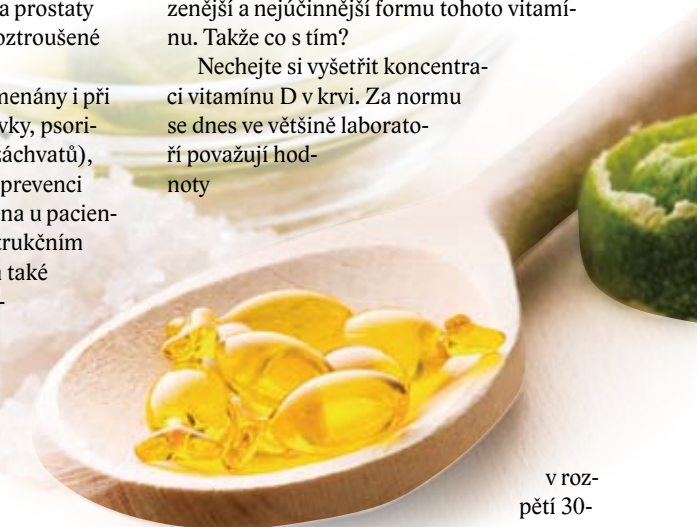 a prostaty
oztroušené
menány i při
vky, psori-
záchvatů),
prevenci
na u pacien-
trukčním
také
-
zenější a nejúčinnější formu tohoto vitamí-
nu. Takže co s tím?
Nechejte si vyšetřit koncentra-
ci vitamínu D v krvi. Za normu
se dnes ve většině laborato-
ří považují hod-
noty
v roz-
pětí 30-